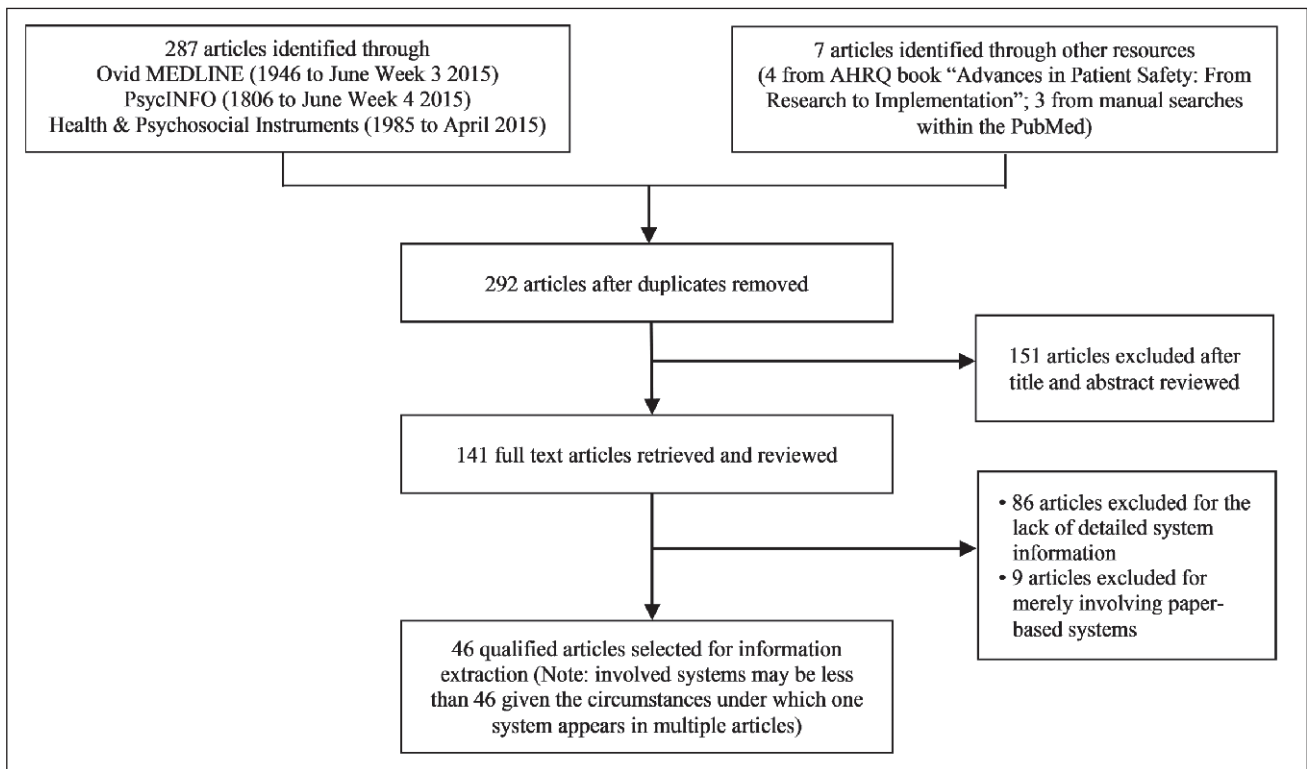 287 articles identified through
Ovid MEDLINE (1946 to June Week 3 2015)
PsycINFO (1806 to June Week 4 2015)
Health & Psychosocial Instruments (1985 to April 2015)
7 articles identified through other resources
(4 from AHRQ book “Advances in Patient Safety: From
Research to Implementation”; 3 from manual searches
within the PubMed)
292 articles after duplicates removed
151 articles excluded after
title and abstract reviewed
141 full text articles retrieved and reviewed
• 86 articles excluded for the
lack of detailed system
information
• 9 articles excluded for
merely involving paper-
based systems
46 qualified articles selected for information
extraction (Note: involved systems may be less
than 46 given the circumstances under which one
system appears in multiple articles)